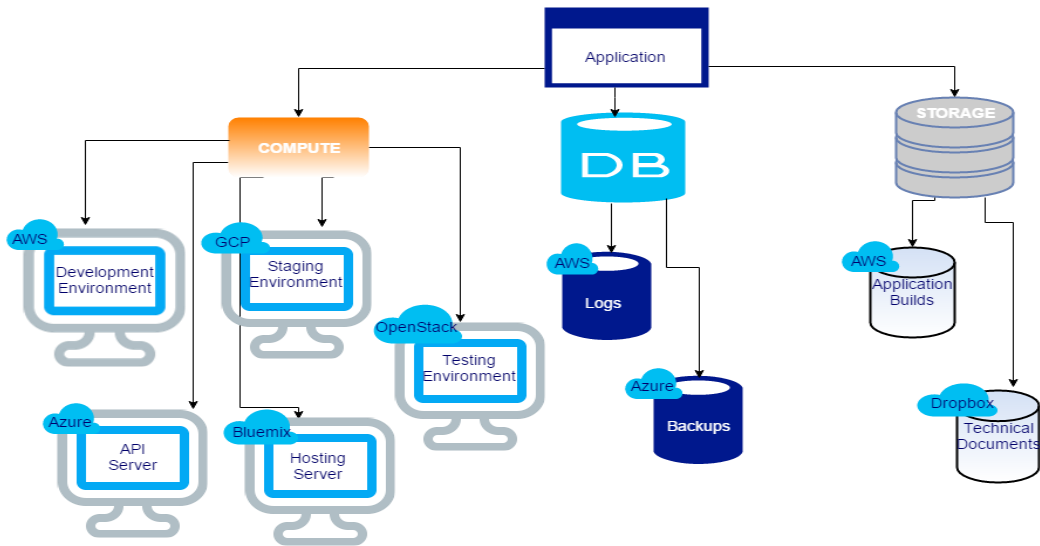 Application
COMPUTE
DB
STORAGE
AWS
Development
Environment
GCP
Staging
Environment
OpenStack
Testing
Environment
Azure
API
Server
Bluemix
Hosting
Server
AWS
Logs
Azure
Backups
AWS
Application
Builds
Dropbox
Technical
Documents